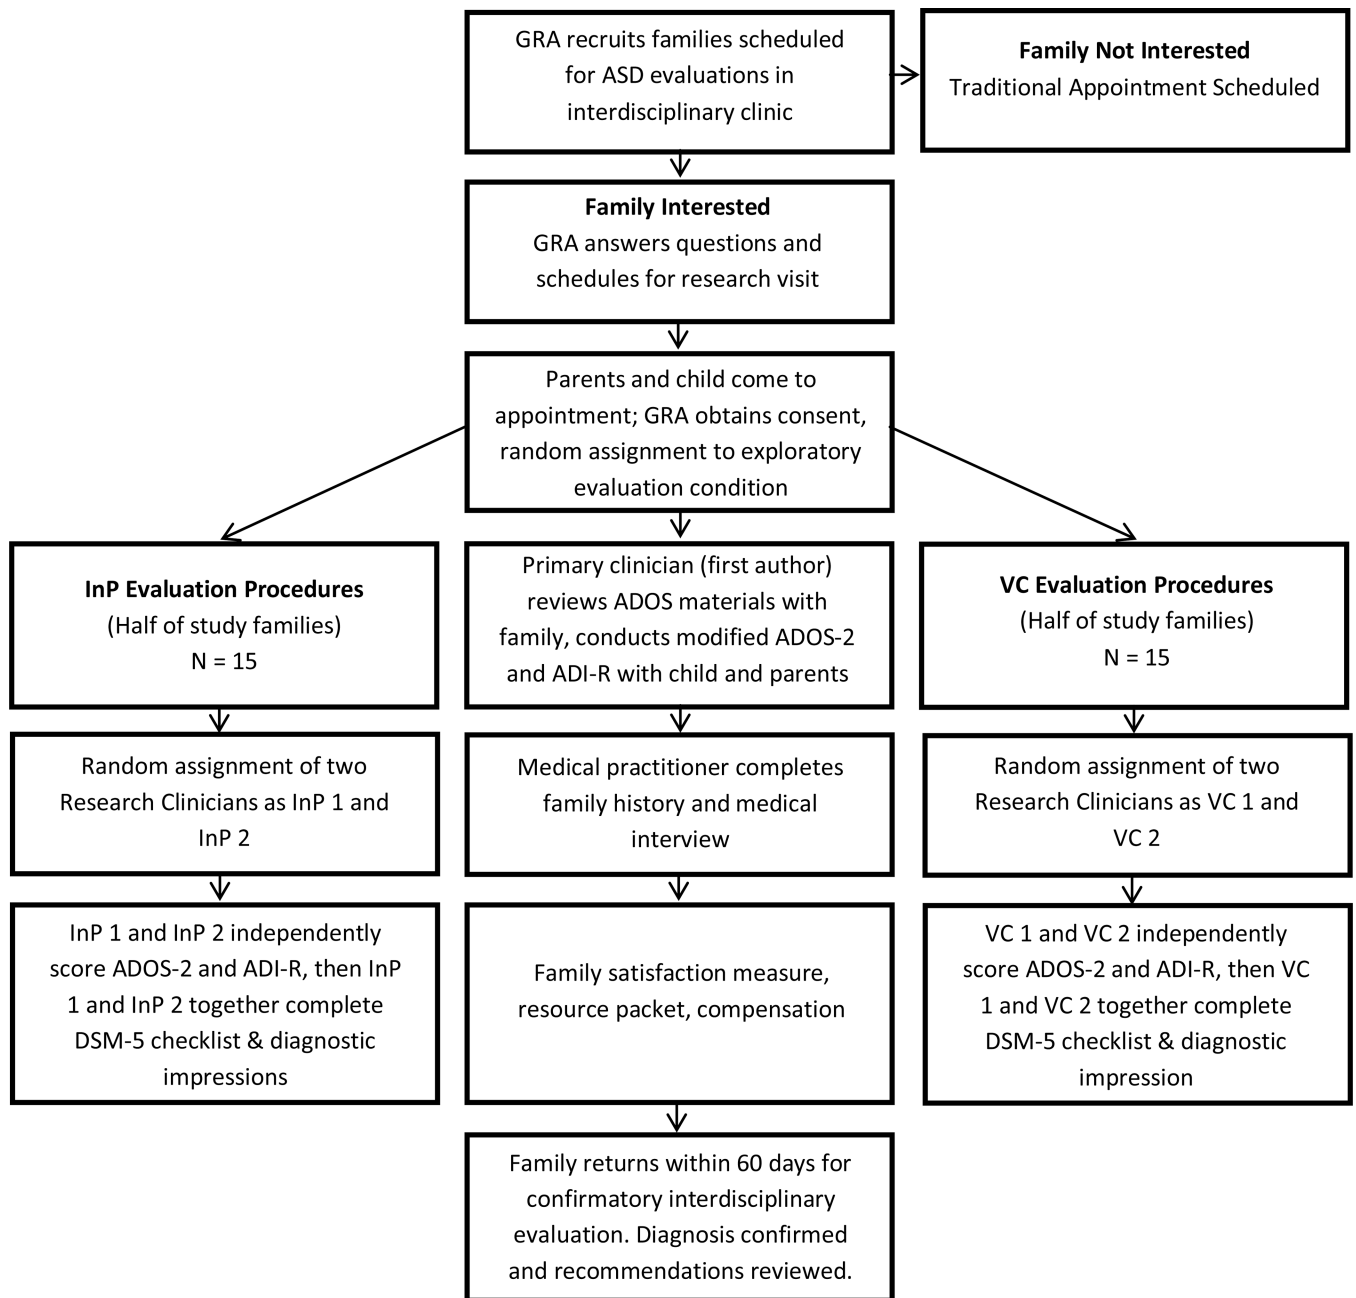 GRA recruits families scheduled
for ASD evaluations in
interdisciplinary clinic
Family Not Interested
Traditional Appointment Scheduled
Family Interested
GRA answers questions and
schedules for research visit
Parents and child come to
appointment; GRA obtains consent,
random assignment to exploratory
evaluation condition
InP Evaluation Procedures
(Half of study families)
N = 15
Primary clinician (first author)
reviews ADOS materials with
family, conducts modified ADOS-2
and ADI-R with child and parents
VC Evaluation Procedures
(Half of study families)
N = 15
Random assignment of two
Research Clinicians as InP 1 and
InP 2
Medical practitioner completes
family history and medical
interview
Random assignment of two
Research Clinicians as VC 1 and
VC 2
InP 1 and InP 2 independently
score ADOS-2 and ADI-R, then InP
1 and InP 2 together complete
DSM-5 checklist & diagnostic
impressions
Family satisfaction measure,
resource packet, compensation
VC 1 and VC 2 independently
score ADOS-2 and ADI-R, then VC
1 and VC 2 together complete
DSM-5 checklist & diagnostic
impression
Family returns within 60 days for
confirmatory interdisciplinary
evaluation. Diagnosis confirmed
and recommendations reviewed.